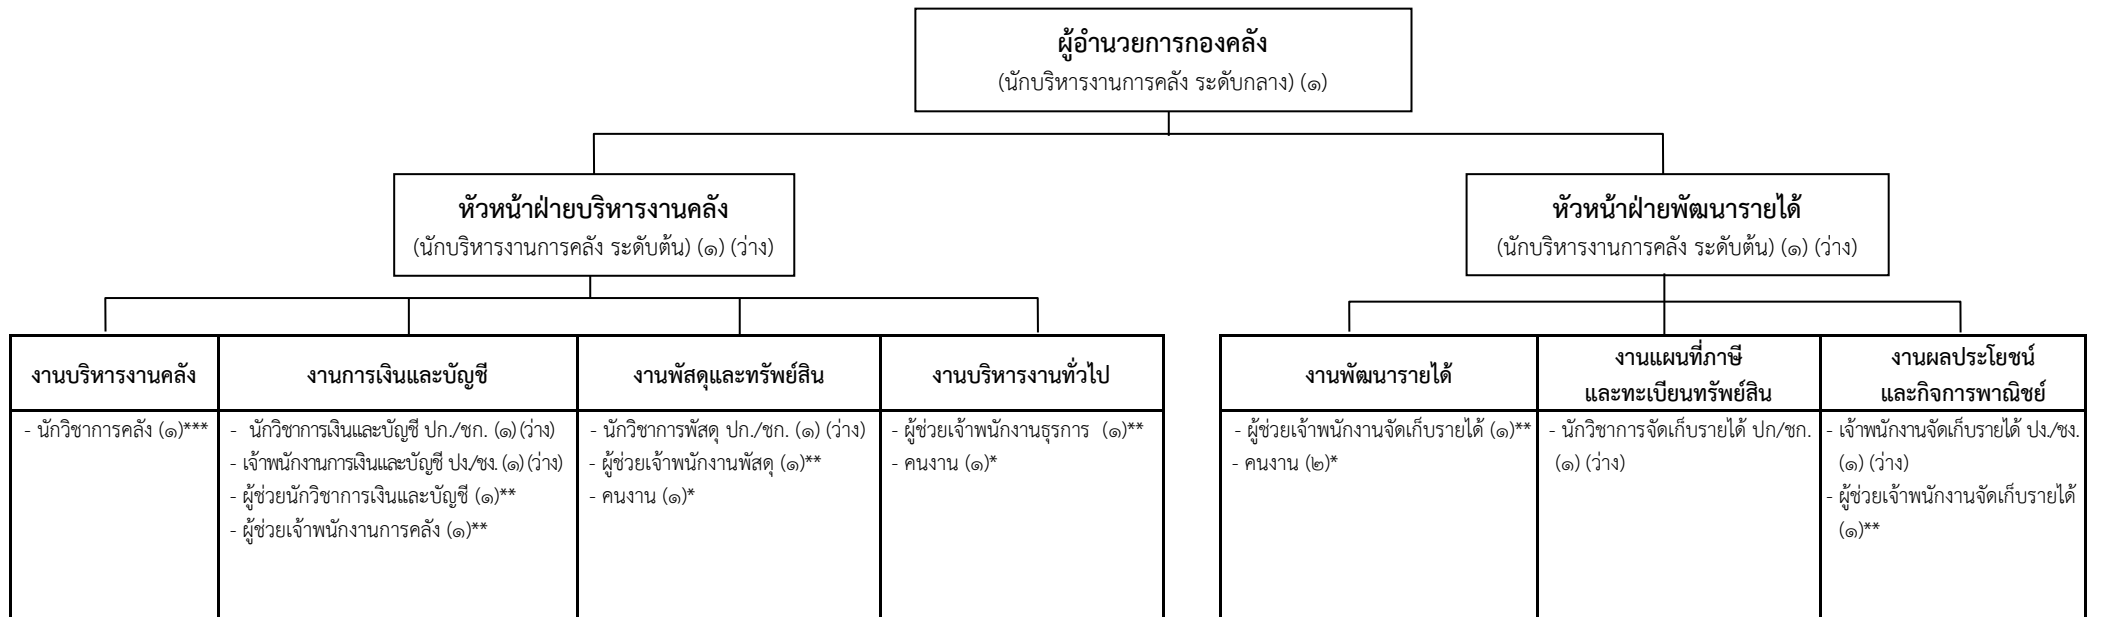 ผู้อำนวยการกองคลัง
(นักบริหารงานการคลัง ระดับกลาง) (๑)
หัวหน้าฝ่ายบริหารงานคลัง
(นักบริหารงานการคลัง ระดับต้น) (๑) (ว่าง)
หัวหน้าฝ่ายพัฒนารายได้
(นักบริหารงานการคลัง ระดับต้น) (๑) (ว่าง)
งานบริหารงานคลัง
- นักวิชาการคลัง (๑)***
งานการเงินและบัญชี
- นักวิชาการเงินและบัญชี ปก./ชก. (๑) (ว่าง)
- เจ้าพนักงานการเงินและบัญชี ปง./ชง. (๑) (ว่าง)
- ผู้ช่วยนักวิชาการเงินและบัญชี (๑)**
- ผู้ช่วยเจ้าพนักงานการคลัง (๑)**
งานพัสดุและทรัพย์สิน
- นักวิชาการพัสดุ ปก./ชก. (๑) (ว่าง)
- ผู้ช่วยเจ้าพนักงานพัสดุ (๑)**
- คนงาน (๑)*
งานบริหารงานทั่วไป
- ผู้ช่วยเจ้าพนักงานธุรการ (๑)**
- คนงาน (๑)*
งานพัฒนารายได้
- ผู้ช่วยเจ้าพนักงานจัดเก็บรายได้ (๑)**
- คนงาน (๒)*
งานแผนที่ภาษี
และทะเบียนทรัพย์สิน
- นักวิชาการจัดเก็บรายได้ ปก/ชก.
(๑) (ว่าง)
งานผลประโยชน์
และกิจการพาณิชย์
- เจ้าพนักงานจัดเก็บรายได้ ปง./ชง.
(๑) (ว่าง)
- ผู้ช่วยเจ้าพนักงานจัดเก็บรายได้
(๑)**